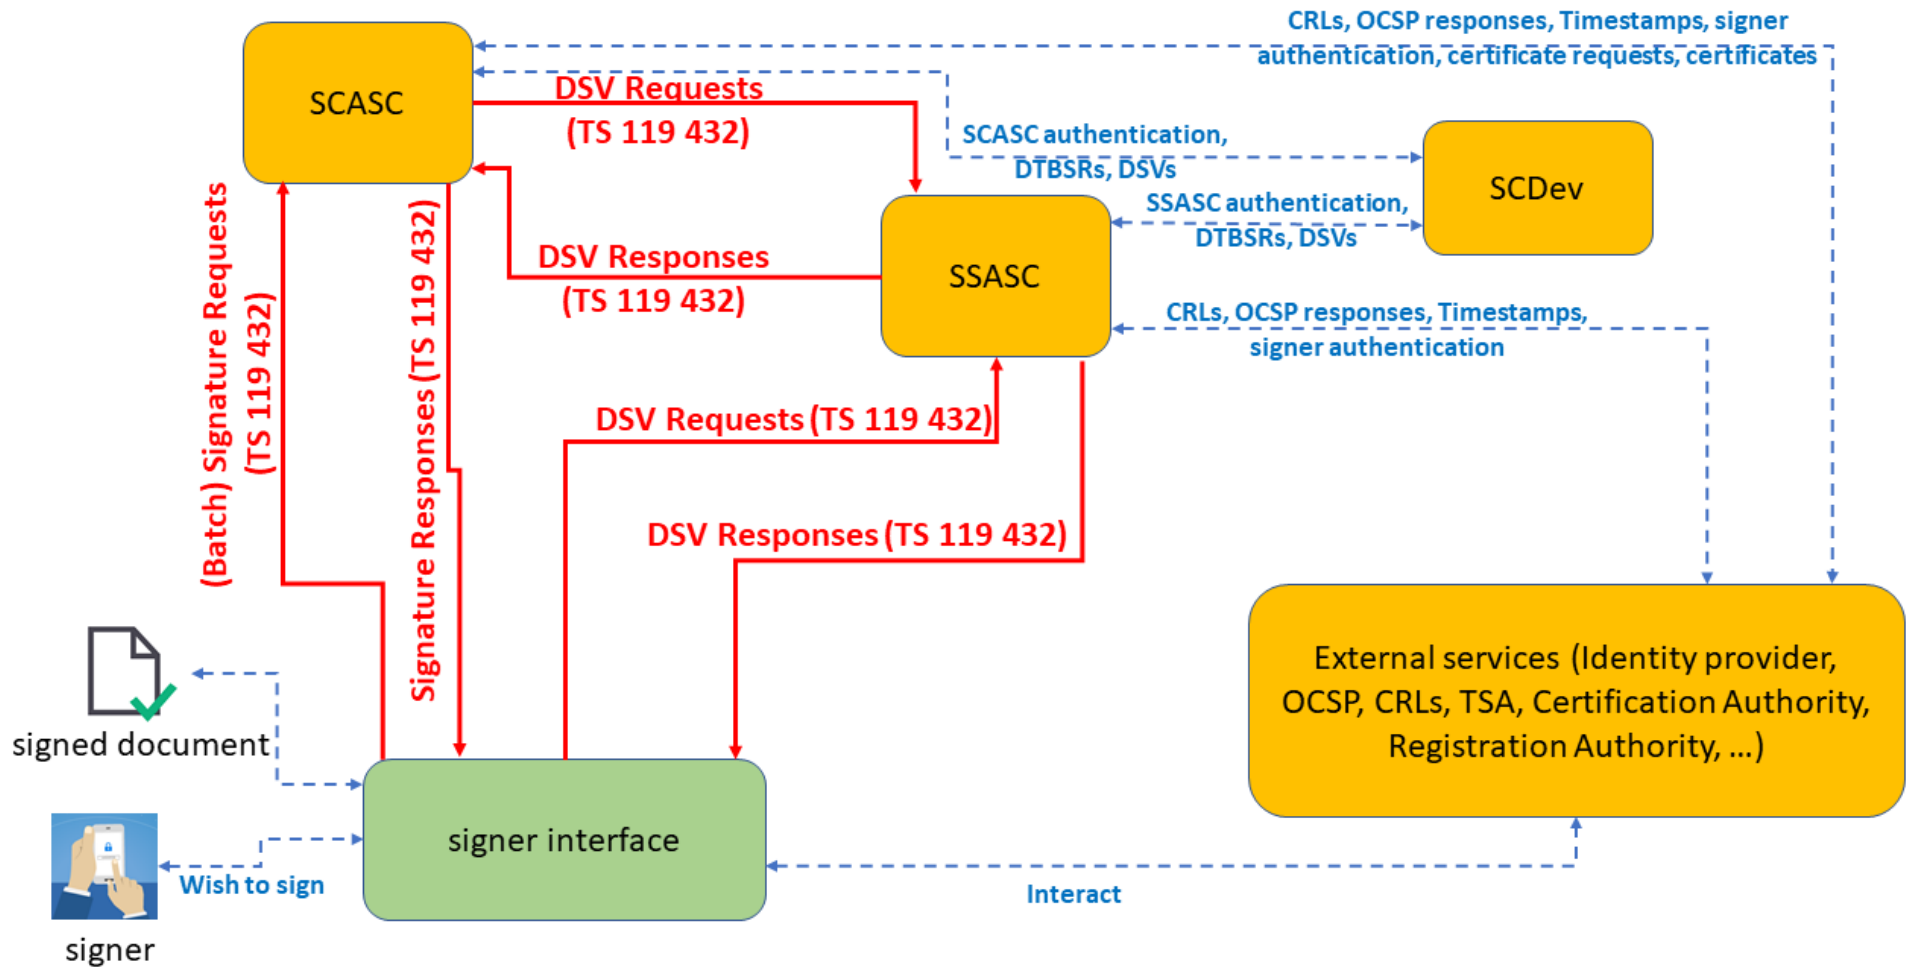 CRLs, OCSP responses, Timestamps, signer
authentication, certificate requests, certificates
SCASC
DSV Requests
(TS 119 432)
SCASC authentication,
DTBSRs, DSVs
SCDev
SSASC authentication,
DTBSRs, DSVs
SSASC
DSV Responses
(TS 119 432)
(Batch) Signature Requests
(TS 119 432)
Signature Responses (TS 119 432)
CRLs, OCSP responses, Timestamps,
signer authentication
DSV Requests (TS 119 432)
DSV Responses (TS 119 432)
External services (Identity provider,
OCSP, CRLs, TSA, Certification Authority,
Registration Authority, ...)
signed document
signer interface
Wish to sign
Interact
signer